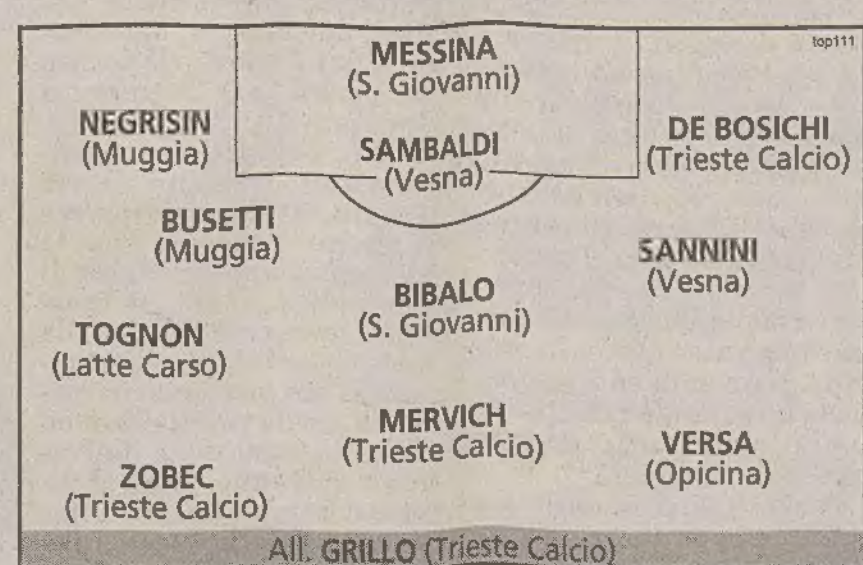 top111
MESSINA
(S. Giovanni)
NEGRISIN
(Muggia)
SAMBALDI
(Vesna)
DE BOSICHI
(Trieste Calcio)
BUSETTI
(Muggia)
SANNINI
(Vesna)
BIBALO
(S. Giovanni)
TOGNON
(Latte Carso)
MERVICH
(Trieste Calcio)
VERSA
(Opicina)
ZOBEC
(Trieste Calcio)
All. GRILLO (Trieste Calcio)